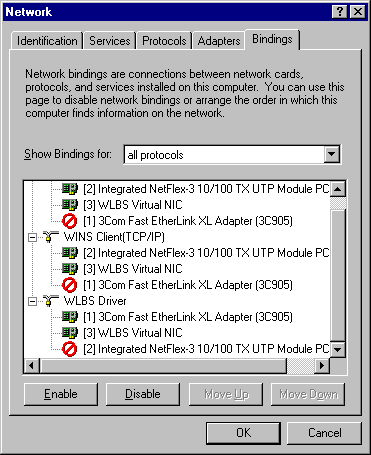 Network
Identification Services Protocols Adapters Bindings
Network bindings are connections between network cards,
protocols, and services installed on this computer. You can use this
page to disable network bindings or arrange the order in which this
computer finds information on the network.
Show Bindings for: all protocols
[2] Integrated NetFlex-3 10/100 TX UTP Module PC
[3] WLBS Virtual NIC
[1] 3Com Fast EtherLink XL Adapter (3C905)
WINS Client(TCP/IP)
[2] Integrated NetFlex-3 10/100 TX UTP Module PC
[3] WLBS Virtual NIC
[1] 3Com Fast EtherLink XL Adapter (3C905)
WLBS Driver
[1] 3Com Fast EtherLink XL Adapter (3C905)
[3] WLBS Virtual NIC
[2] Integrated NetFlex-3 10/100 TX UTP Module PC
Enable Disable Move Up Move Down
OK Cancel